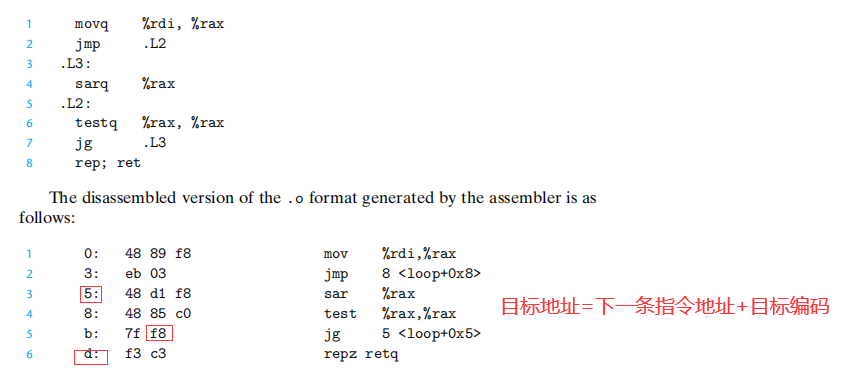 1 movq %rdi, %rax
2 jmp .L2
3 .L3:
4 sarq %rax
5 .L2:
6 testq %rax, %rax
7 jg .L3
8 rep; ret
The disassembled version of the .o format generated by the assembler is as
follows:
1 0: 48 89 f8 mov %rdi,%rax
2 3: eb 03 jmp 8 <loop+0x8>
3 5: 48 d1 f8 sar %rax
4 8: 48 85 c0 test %rax,%rax
5 b: 7f f8 jg 5 <loop+0x5>
6 d: f3 c3 repz retq
目标地址=下一条指令地址+目标编码